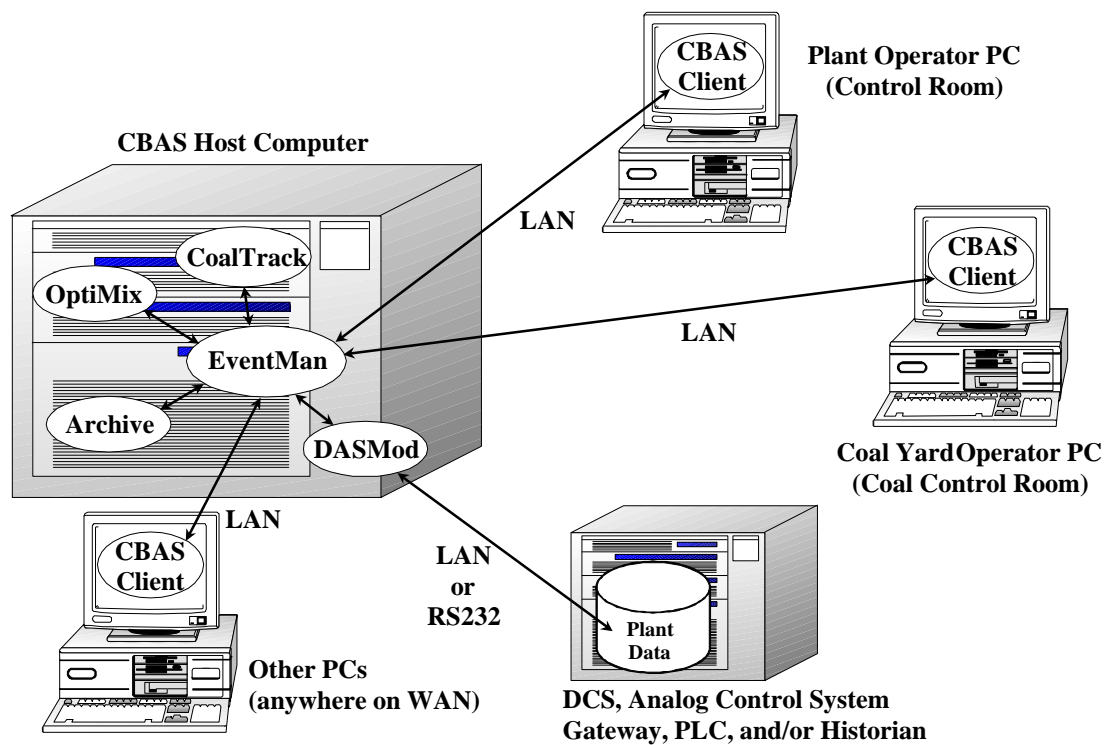 CBAS
Client
Plant Operator PC
(Control Room)
CBAS Host Computer
LAN
CoalTrack
OptiMix
EventMan
Archive
DASMod
CBAS
Client
LAN
Coal YardOperator PC
(Coal Control Room)
LAN
CBAS
Client
LAN
or
RS232
Plant
Data
Other PCs
(anywhere on WAN)
DCS, Analog Control System
Gateway, PLC, and/or Historian